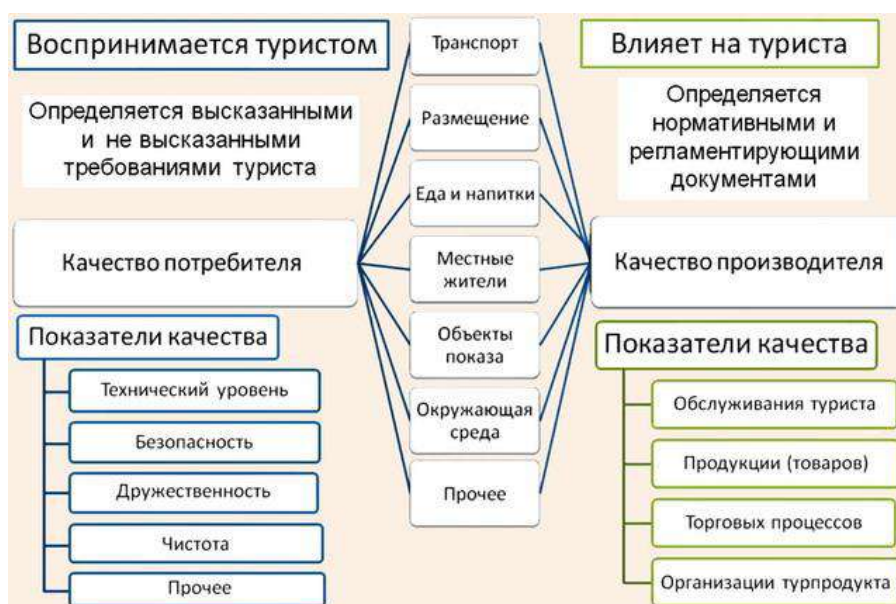 Воспринимается туристом
Определяется высказанными
и не высказанными
требованиями туриста
Качество потребителя
Показатели качества
Технический уровень
Безопасность
Дружественность
Чистота
Прочее
Транспорт
Размещение
Еда и напитки
Местные
жители
Объекты
показа
Окружающая
среда
Прочее
Влияет на туриста
Определяется
нормативными и
регламентирующими
документами
Качество производителя
Показатели качества
Обслуживания туриста
Продукции (товаров)
Торговых процессов
Организации турпродукта